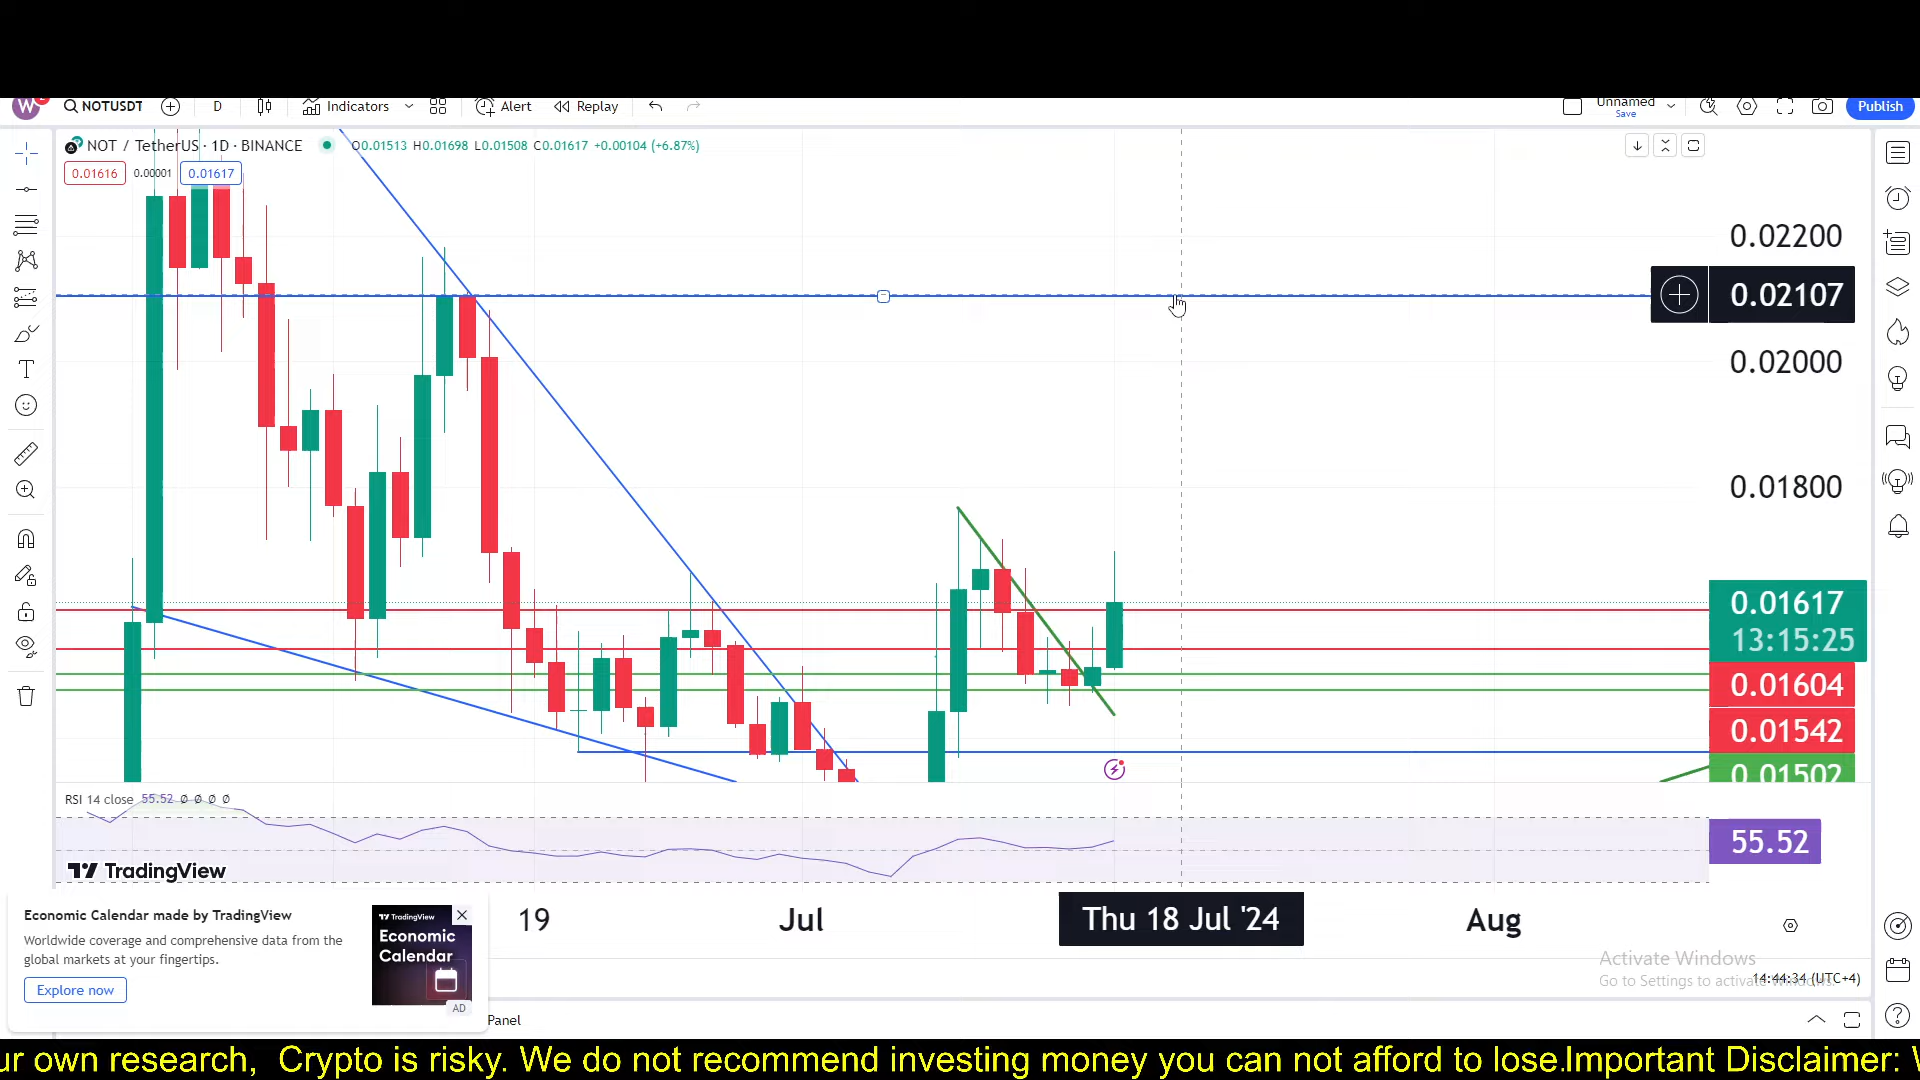 W
NOTUSDT
D
Indicators
Alert
Replay
Unnamed
Save
Publish
NOT / TetherUS · 1D · BINANCE
O0.01513 H0.01698 L0.01508 C0.01617 +0.00104 (+6.87%)
0.01616
0.00001
0.01617
0.02200
0.02107
0.02000
0.01800
0.01617
13:15:25
0.01604
0.01542
0.01502
RSI 14 close 55.52 Ø Ø Ø Ø
55.52
TradingView
19
Jul
Thu 18 Jul '24
Aug
Economic Calendar made by TradingView
Worldwide coverage and comprehensive data from the
global markets at your fingertips.
Explore now
TradingView
Economic
Calendar
AD
Activate Windows
Go to Settings to activate Windows.
14:44:34 (UTC+4)
Panel
ur own research,  Crypto is risky. We do not recommend investing money you can not afford to lose.Important Disclaimer: W